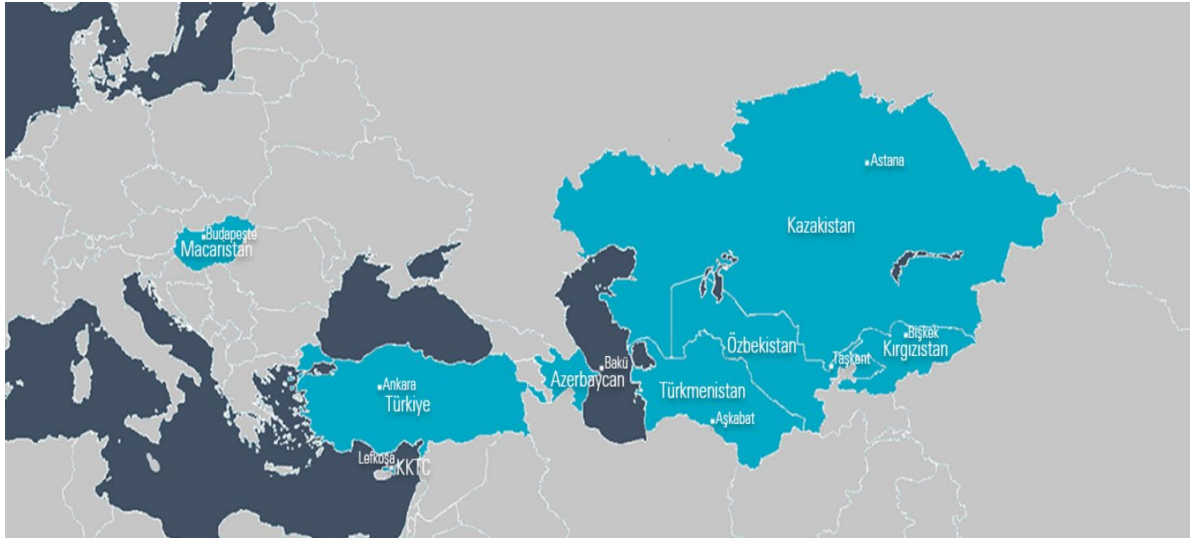 Astana
Kazakistan
Budapeşte
Macaristan
Bişkek
Kırgızistan
Özbekistan
Taşkent
Bakü
Azerbaycan
Ankara
Türkiye
Türkmenistan
Aşkabat
Lefkoşa
KKTC